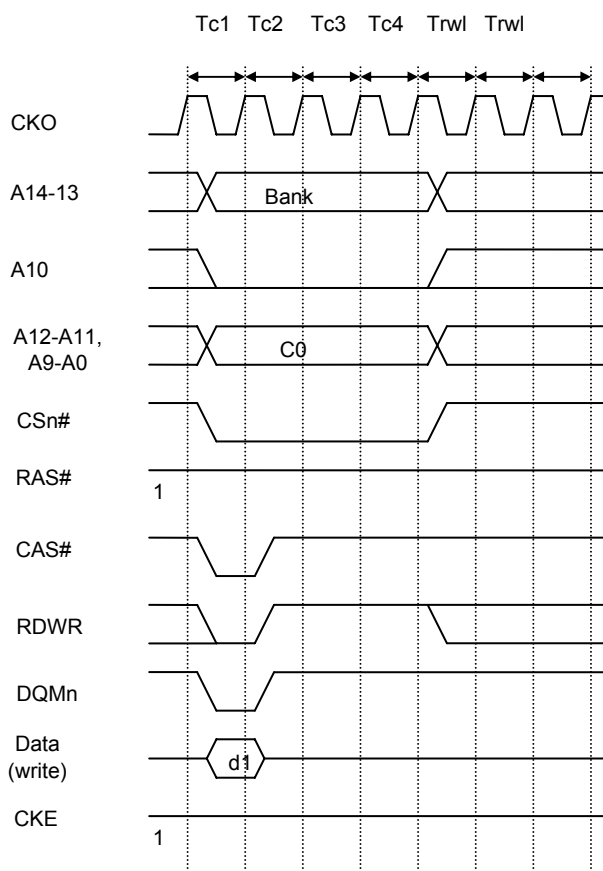 Tc1 Tc2 Tc3 Tc4 Trwl Trwl
CKO
A14-13
Bank
A10
A12-A11,
A9-A0
C0
CSn#
RAS#
1
CAS#
RDWR
DQMn
Data
(write)
d1
CKE
1